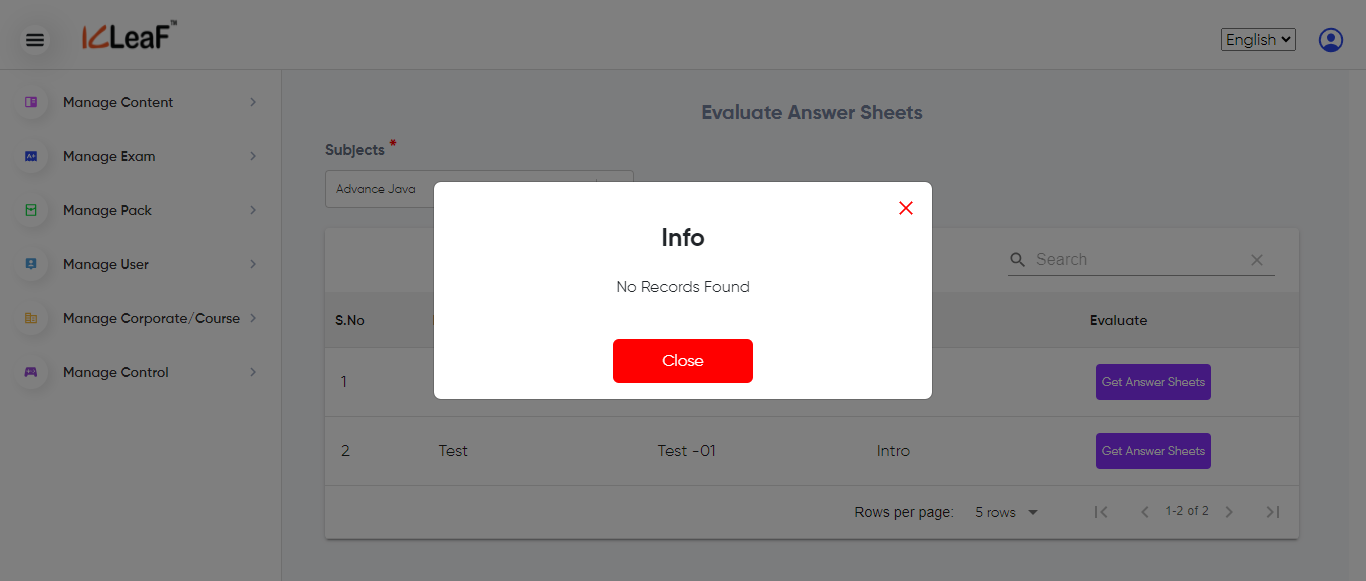 ICLeaF™
English
Manage Content
Manage Exam
Manage Pack
Manage User
Manage Corporate/Course
Manage Control
Evaluate Answer Sheets
Subjects *
Advance Java
Info
No Records Found
Close
Search
S.No
Evaluate
1
Get Answer Sheets
2
Test
Test -01
Intro
Get Answer Sheets
Rows per page:
5 rows
1-2 of 2